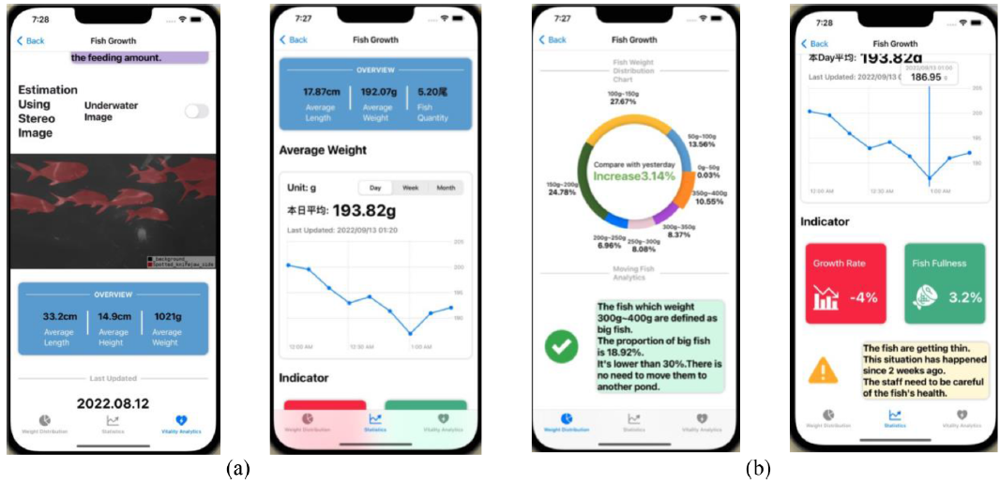 7:28
Back
Fish Growth
the feeding amount.
Estimation
Using
Stereo
Image
Underwater
Image
_background_
Spotted_knifejaw_side
OVERVIEW
33.2cm
Average
Length
14.9cm
Average
Height
1021g
Average
Weight
Last Updated
2022.08.12
Weight Distribution
Statistics
Vitality Analytics
7:27
Back
Fish Growth
OVERVIEW
17.87cm
Average
Length
192.07g
Average
Weight
5.20尾
Fish
Quantity
Average Weight
Unit: g
Day
Week
Month
本日平均: 193.82g
Last Updated: 2022/09/13 01:20
205
200
195
190
12:00 AM
12:30 AM
1:00 AM
Indicator
Weight Distribution
Statistics
Vitality Analytics
(a)
7:27
Back
Fish Growth
Fish Weight
Distribution
Chart
100g~150g
27.67%
50g~100g
13.56%
0g~50g
0.03%
350g~400g
10.55%
300g~350g
8.37%
250g~300g
8.08%
200g~250g
6.96%
150g~200g
24.78%
Compare with yesterday
Increase3.14%
Moving Fish
Analytics
The fish which weight
300g~400g are defined as
big fish.
The proportion of big fish
is 18.92%.
It's lower than 30%.There is
no need to move them to
another pond.
Weight Distribution
Statistics
Vitality Analytics
7:28
Back
Fish Growth
本Day平均: 193.82g
Last Updated: 2022/09/13
2022/09/13 01:00
186.95 g
205
195
190
12:00 AM
12:30 AM
1:00 AM
Indicator
Growth Rate
-4%
Fish Fullness
3.2%
The fish are getting thin.
This situation has happened
since 2 weeks ago.
The staff need to be careful
of the fish's health.
Weight Distribution
Statistics
Vitality Analytics
(b)